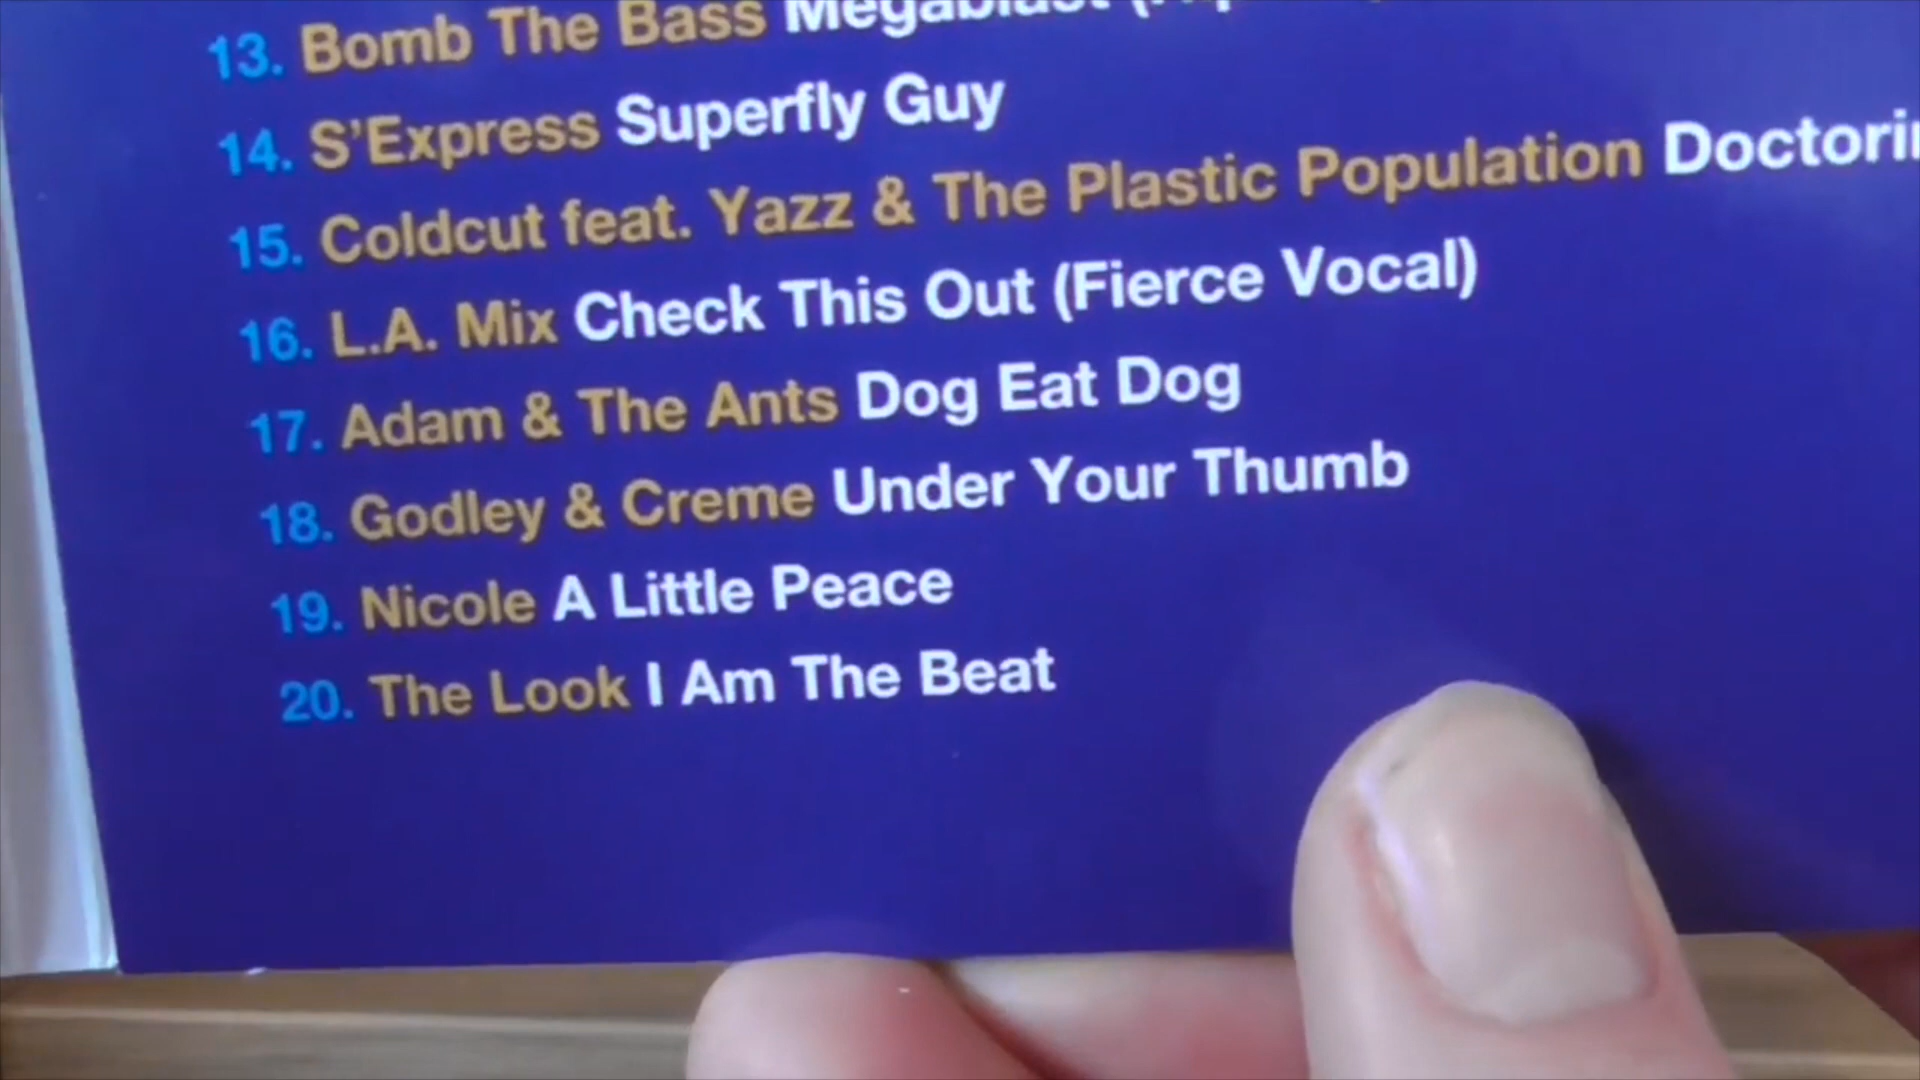 13. Bomb The Bass Megablast
14. S'Express Superfly Guy
15. Coldcut feat. Yazz & The Plastic Population
16. L.A. Mix Check This Out (Fierce Vocal)
17. Adam & The Ants Dog Eat Dog
18. Godley & Creme Under Your Thumb
19. Nicole A Little Peace
20. The Look I Am The Beat